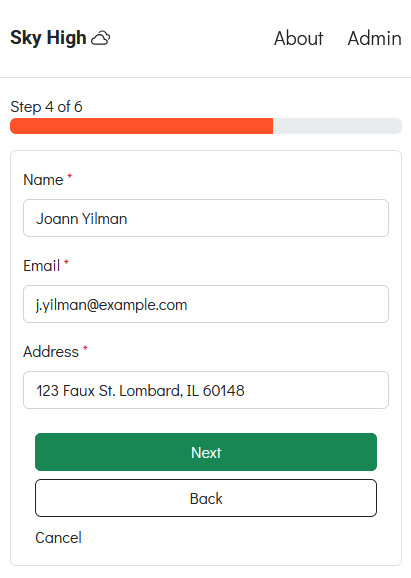 Sky High
About Admin
Step 4 of 6
Name *
Joann Yilman
Email *
j.yilman@example.com
Address *
123 Faux St. Lombard, IL 60148
Next
Back
Cancel